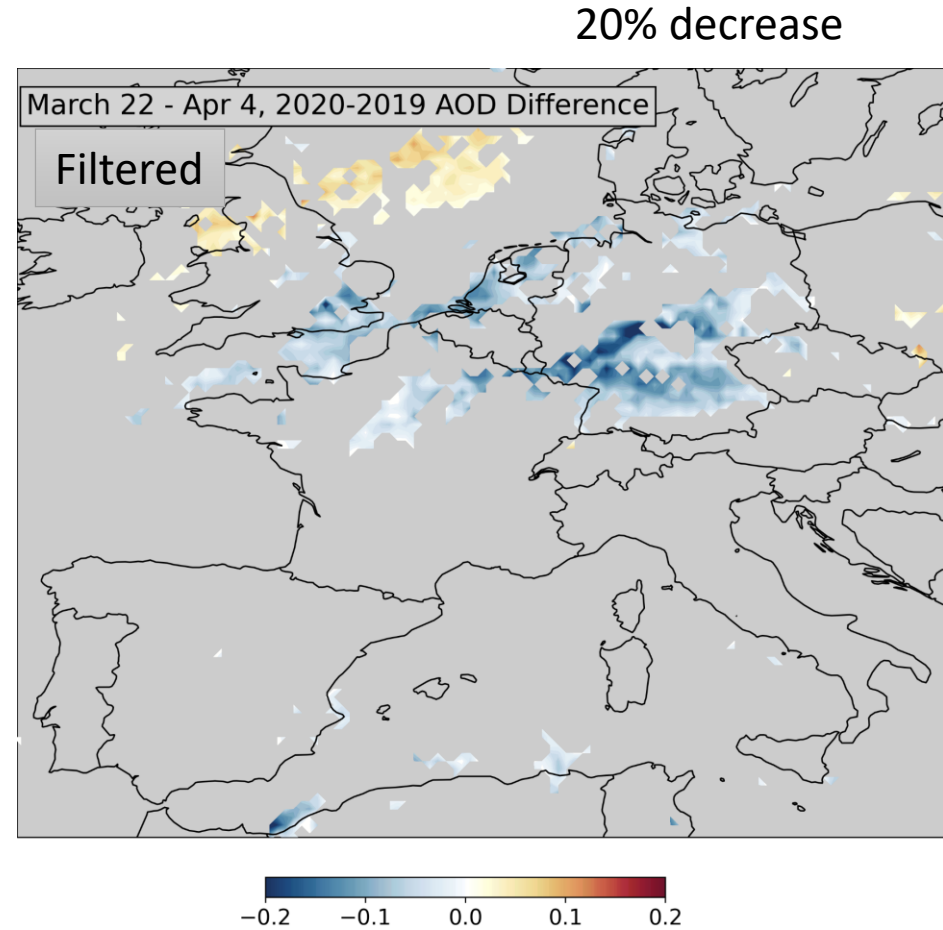 20% decrease
March 22 - Apr 4, 2020-2019 AOD Difference
Filtered
−0.2 −0.1 0.0 0.1 0.2